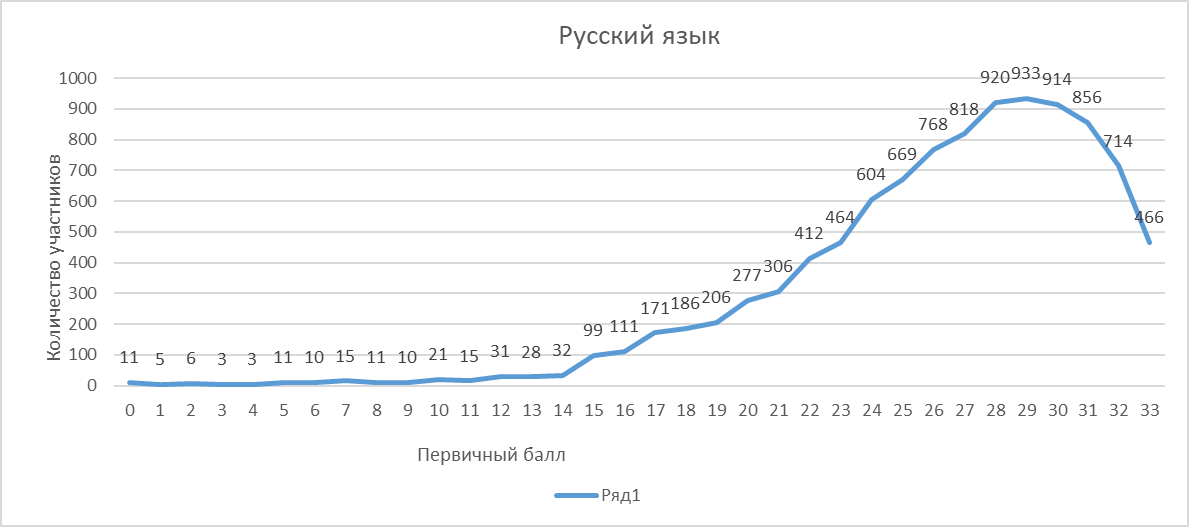 Русский язык
Количество участников
1000
900
800
700
600
500
400
300
200
100
0
11 5 6 3 3 11 10 15 11 10 21 15 31 28 32 99 111 171 186 206 277 306 412 464 604 669 768 818 920 933 914 856 714 466
0 1 2 3 4 5 6 7 8 9 10 11 12 13 14 15 16 17 18 19 20 21 22 23 24 25 26 27 28 29 30 31 32 33
Первичный балл
Ряд1